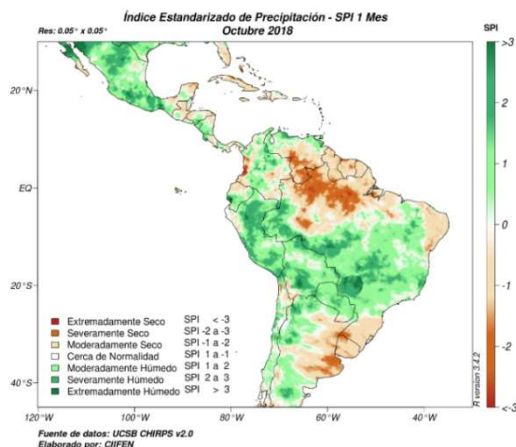 Índice Estandarizado de Precipitación - SPI 1 Mes
Octubre 2018
Res: 0.05° x 0.05°
SPI
>3
2
1
0
-1
-2
<-3
20°N
EQ
20°S
40°S
120°W
100°W
80°W
60°W
40°W
Extremadamente Seco SPI < -3
Severamente Seco SPI -2 a -3
Moderadamente Seco SPI -1 a -2
Cerca de Normalidad SPI 1 a -1
Moderadamente Húmedo SPI 1 a 2
Severamente Húmedo SPI 2 a 3
Extremadamente Húmedo SPI > 3
R version 3.4.2
Fuente de datos: UCSB CHIRPS v2.0
Elaborado por: CIIFEN